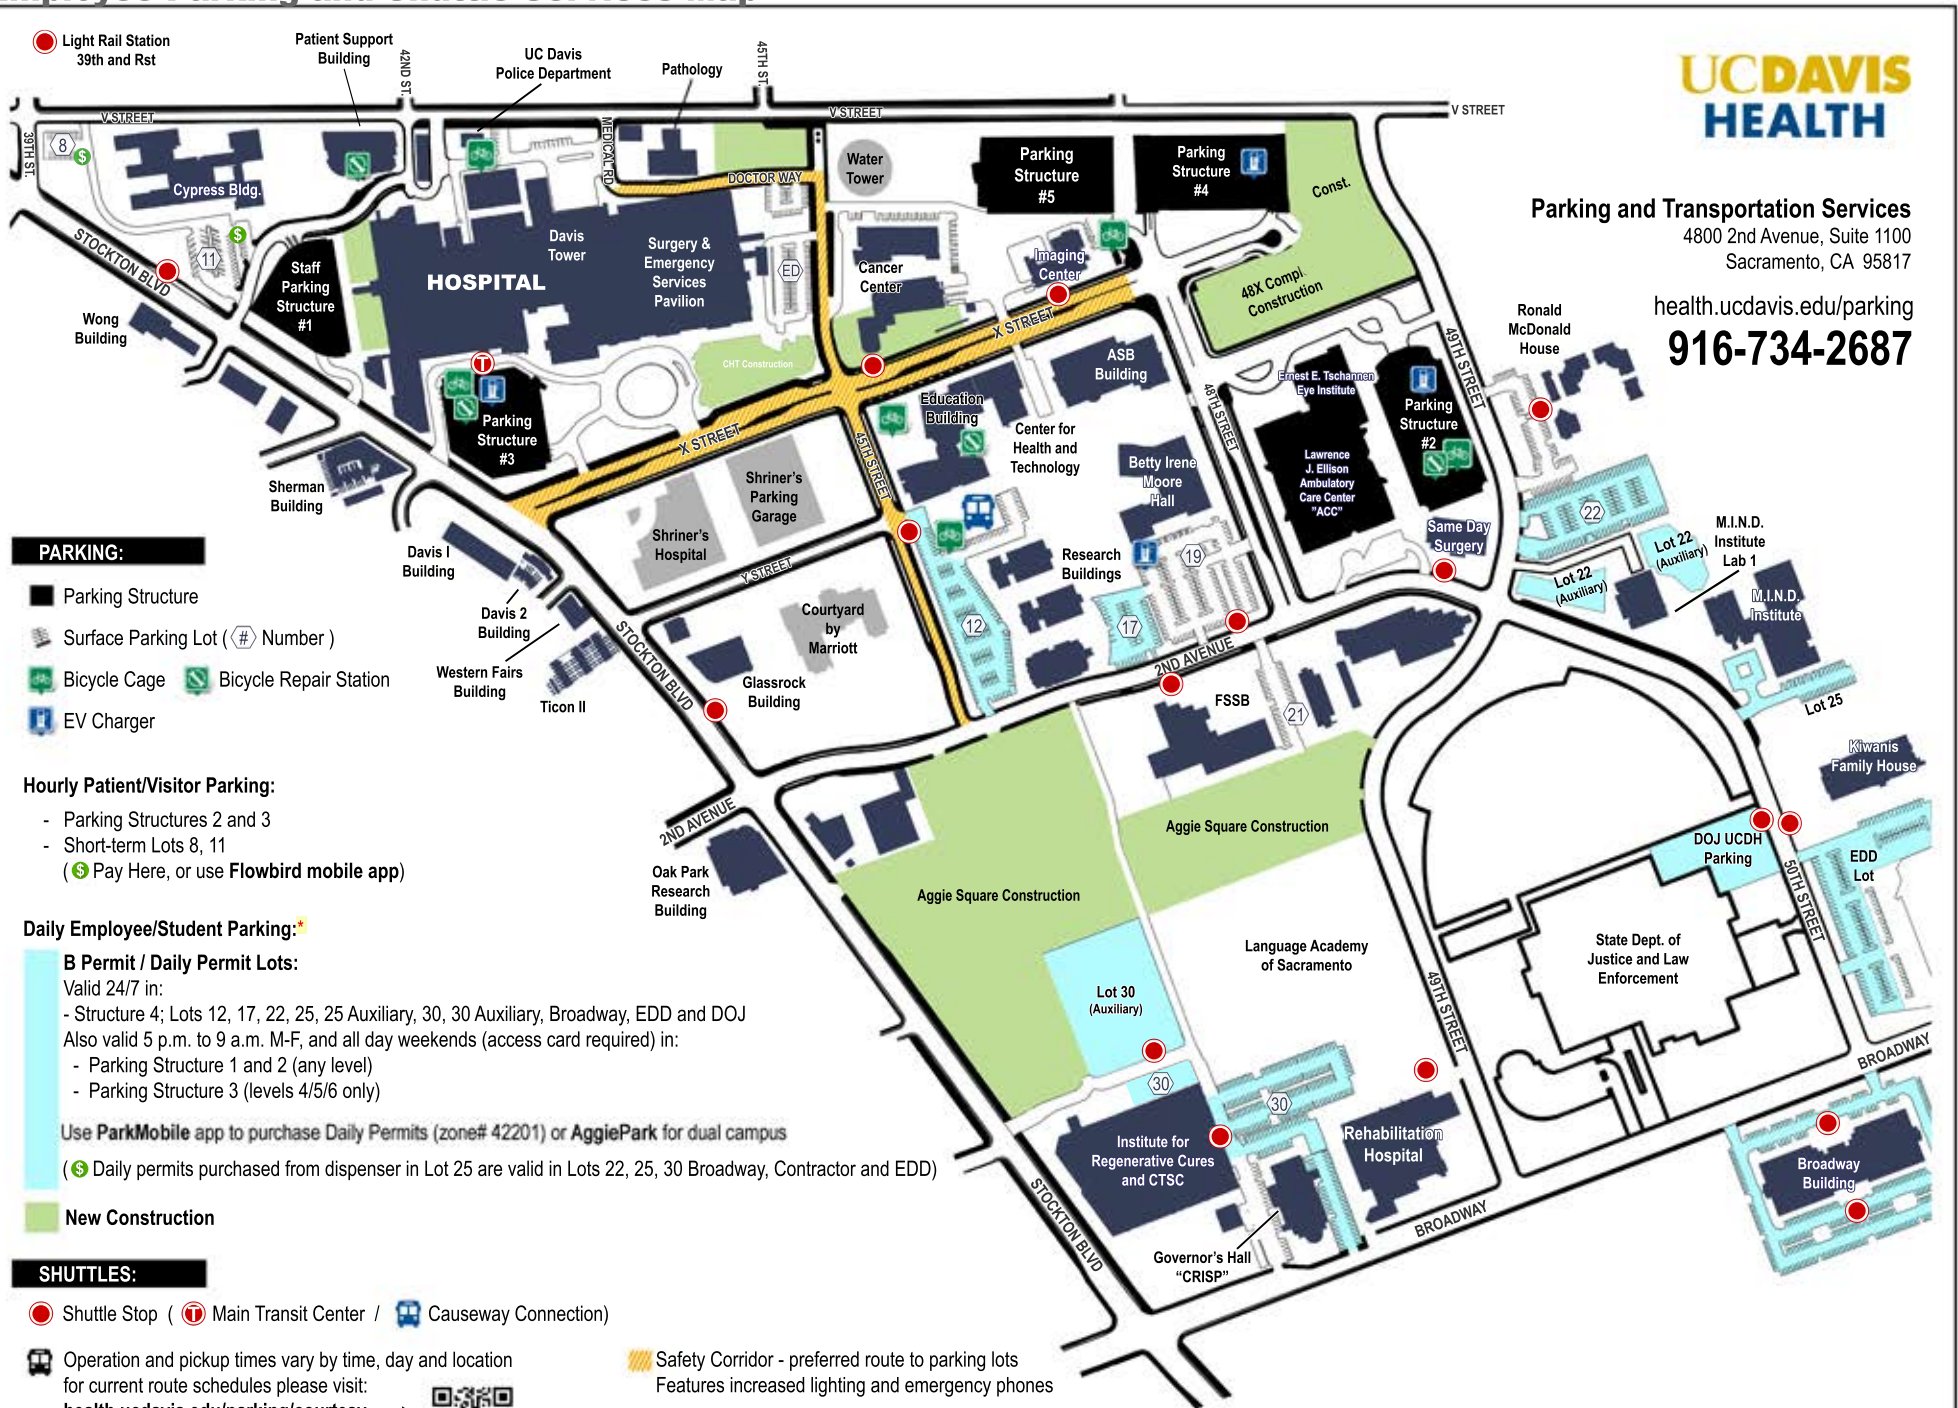 Employee Parking and Shuttle Services Map
Light Rail Station
39th and Rst
Patient Support
Building
42ND ST.
UC Davis
Police Department
Pathology
45TH ST.
V STREET
V STREET
V STREET
UCDAVIS
HEALTH
Parking and Transportation Services
4800 2nd Avenue, Suite 1100
Sacramento, CA 95817
health.ucdavis.edu/parking
916-734-2687
39TH ST.
8
$
Cypress Bldg.
MEDICAL RD
DOCTOR WAY
Water
Tower
Parking
Structure
#5
Parking
Structure
#4
Const.
STOCKTON BLVD
11
$
Staff
Parking
Structure
#1
HOSPITAL
Davis
Tower
Surgery &
Emergency
Services
Pavilion
ED
Cancer
Center
Imaging
Center
48X Compl.
Construction
Wong
Building
CHT Construction
X STREET
ASB
Building
Ernest E. Tschannen
Eye Institute
49TH STREET
Ronald
McDonald
House
T
Parking
Structure
#3
X STREET
45TH STREET
Education
Building
Center for
Health and
Technology
48TH STREET
Parking
Structure
#2
Lawrence
J. Ellison
Ambulatory
Care Center
"ACC"
Betty Irene
Moore
Hall
Sherman
Building
Shriner's
Parking
Garage
Shriner's
Hospital
Same Day
Surgery
22
Lot 22
(Auxiliary)
Lot 22
(Auxiliary)
M.I.N.D.
Institute
Lab 1
M.I.N.D.
Institute
Davis I
Building
Y STREET
Research
Buildings
19
17
12
Davis 2
Building
Courtyard
by
Marriott
Western Fairs
Building
Ticon II
STOCKTON BLVD
Glassrock
Building
2ND AVENUE
FSSB
21
Lot 25
Kiwanis
Family House
2ND AVENUE
Oak Park
Research
Building
Aggie Square Construction
Aggie Square Construction
DOJ UCDH
Parking
EDD
Lot
50TH STREET
Language Academy
of Sacramento
State Dept. of
Justice and Law
Enforcement
Lot 30
(Auxiliary)
49TH STREET
30
30
BROADWAY
Institute for
Regenerative Cures
and CTSC
Rehabilitation
Hospital
Broadway
Building
STOCKTON BLVD
Governor's Hall
"CRISP"
BROADWAY
PARKING:
Parking Structure
Surface Parking Lot ( # Number )
Bicycle Cage Bicycle Repair Station
EV Charger
Hourly Patient/Visitor Parking:
- Parking Structures 2 and 3
- Short-term Lots 8, 11
( $ Pay Here, or use Flowbird mobile app)
Daily Employee/Student Parking:*
B Permit / Daily Permit Lots:
Valid 24/7 in:
- Structure 4; Lots 12, 17, 22, 25, 25 Auxiliary, 30, 30 Auxiliary, Broadway, EDD and DOJ
Also valid 5 p.m. to 9 a.m. M-F, and all day weekends (access card required) in:
- Parking Structure 1 and 2 (any level)
- Parking Structure 3 (levels 4/5/6 only)
Use ParkMobile app to purchase Daily Permits (zone# 42201) or AggiePark for dual campus
( $ Daily permits purchased from dispenser in Lot 25 are valid in Lots 22, 25, 30 Broadway, Contractor and EDD)
New Construction
SHUTTLES:
Shuttle Stop ( T Main Transit Center / Causeway Connection)
Operation and pickup times vary by time, day and location
for current route schedules please visit:
health.ucdavis.edu/parking/courtesy
Safety Corridor - preferred route to parking lots
Features increased lighting and emergency phones